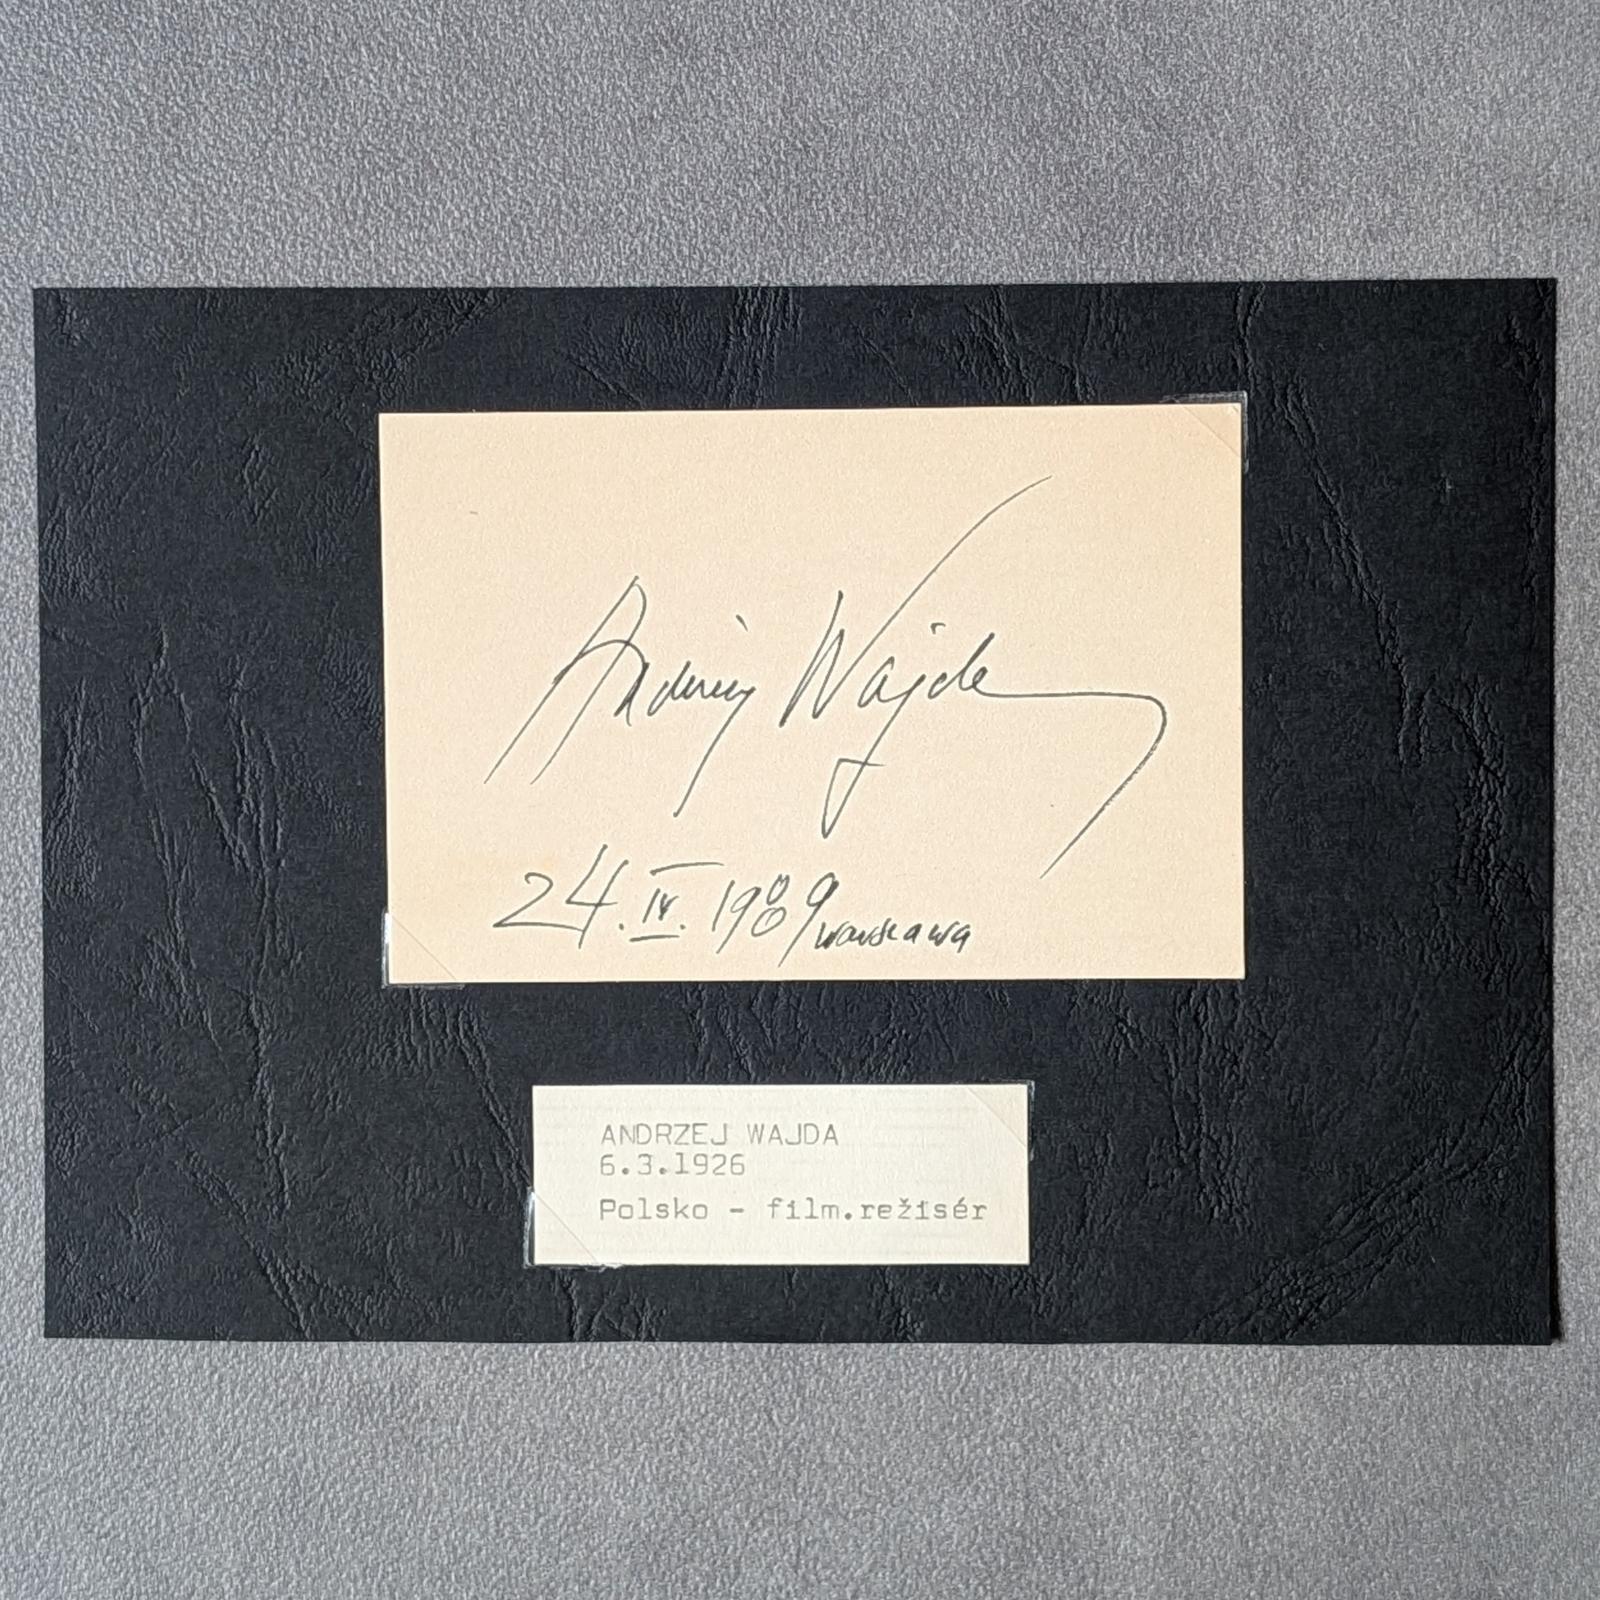 Andrzej Wajda
24. IV. 1989 Warszawa
ANDRZEJ WAJDA
6.3.1926
Polsko - film.režisér